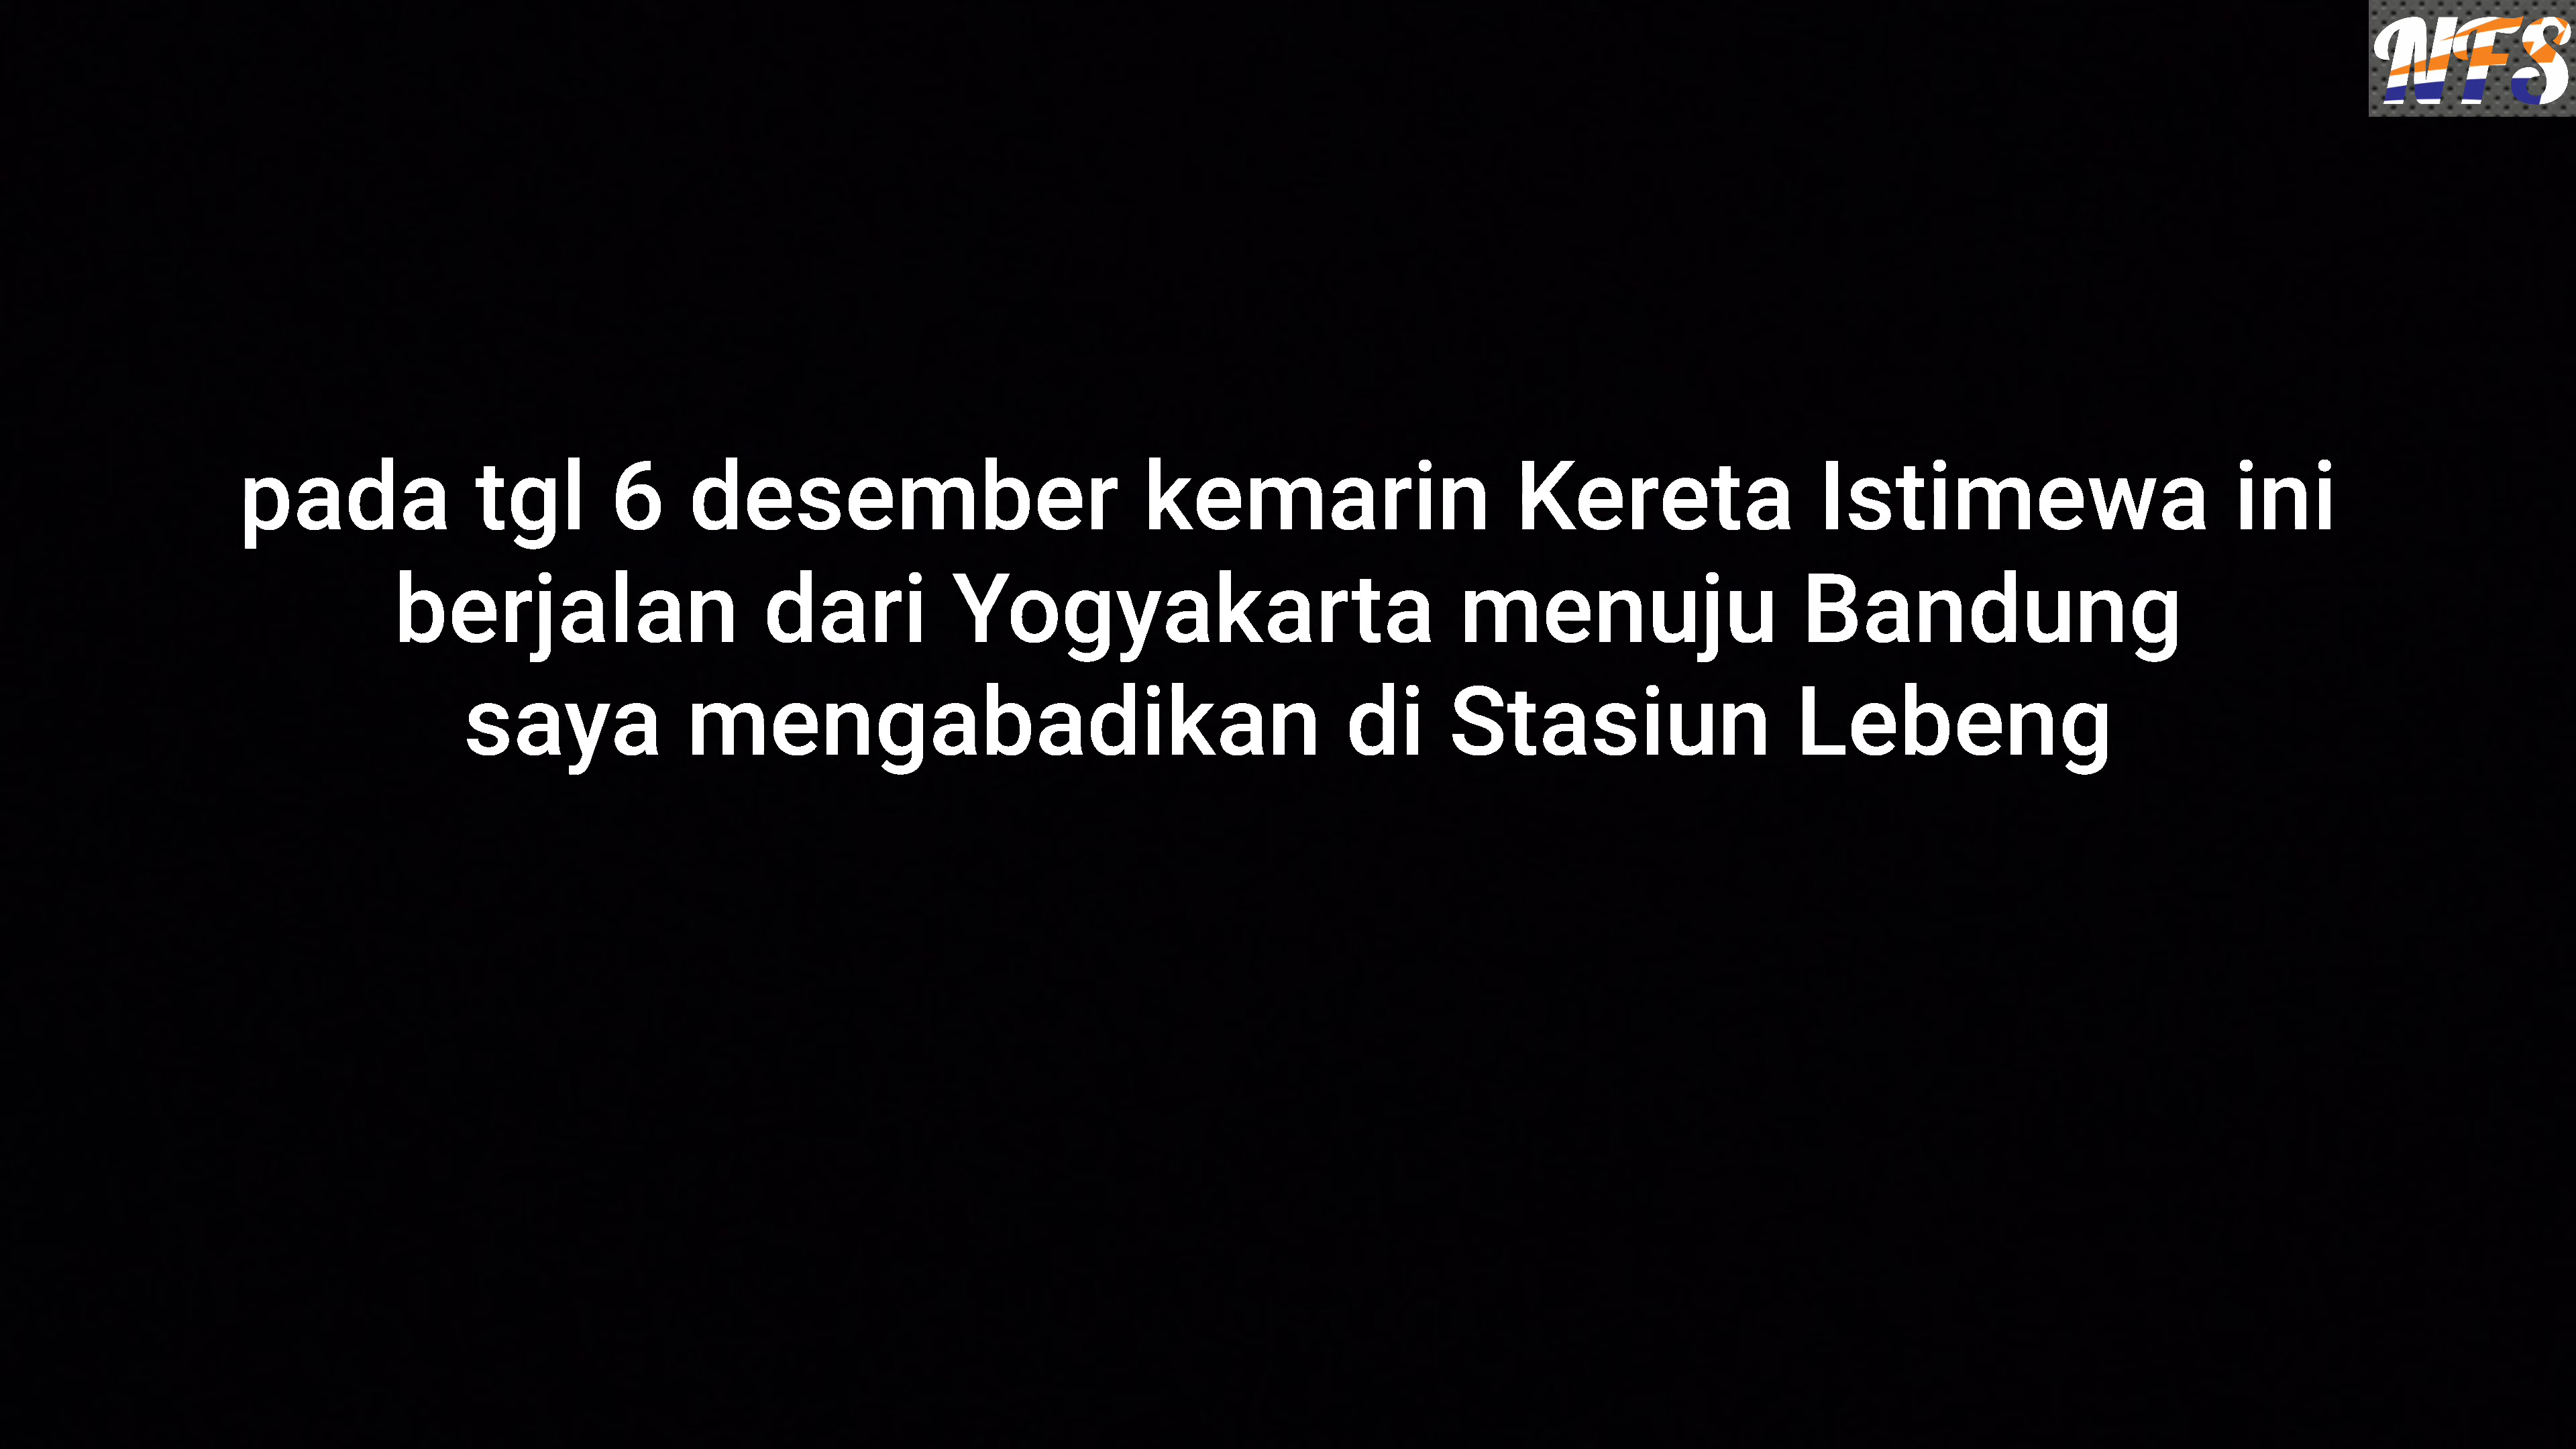 NFS
pada tgl 6 desember kemarin Kereta Istimewa ini
berjalan dari Yogyakarta menuju Bandung
saya mengabadikan di Stasiun Lebeng